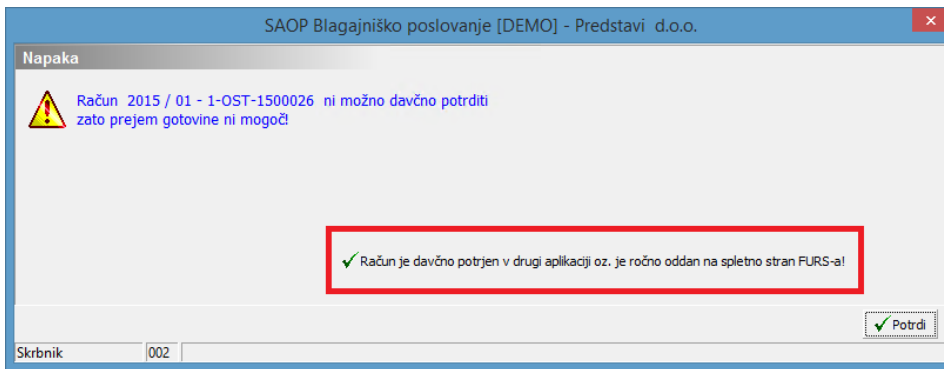 SAOP Blagajniško poslovanje [DEMO] - Predstavi d.o.o.
Napaka
Račun 2015 / 01 - 1-OST-1500026 ni možno davčno potrditi
zato prejem gotovine ni mogoč!
Račun je davčno potrjen v drugi aplikaciji oz. je ročno oddan na spletno stran FURS-a!
Potrdi
Skrbnik 002